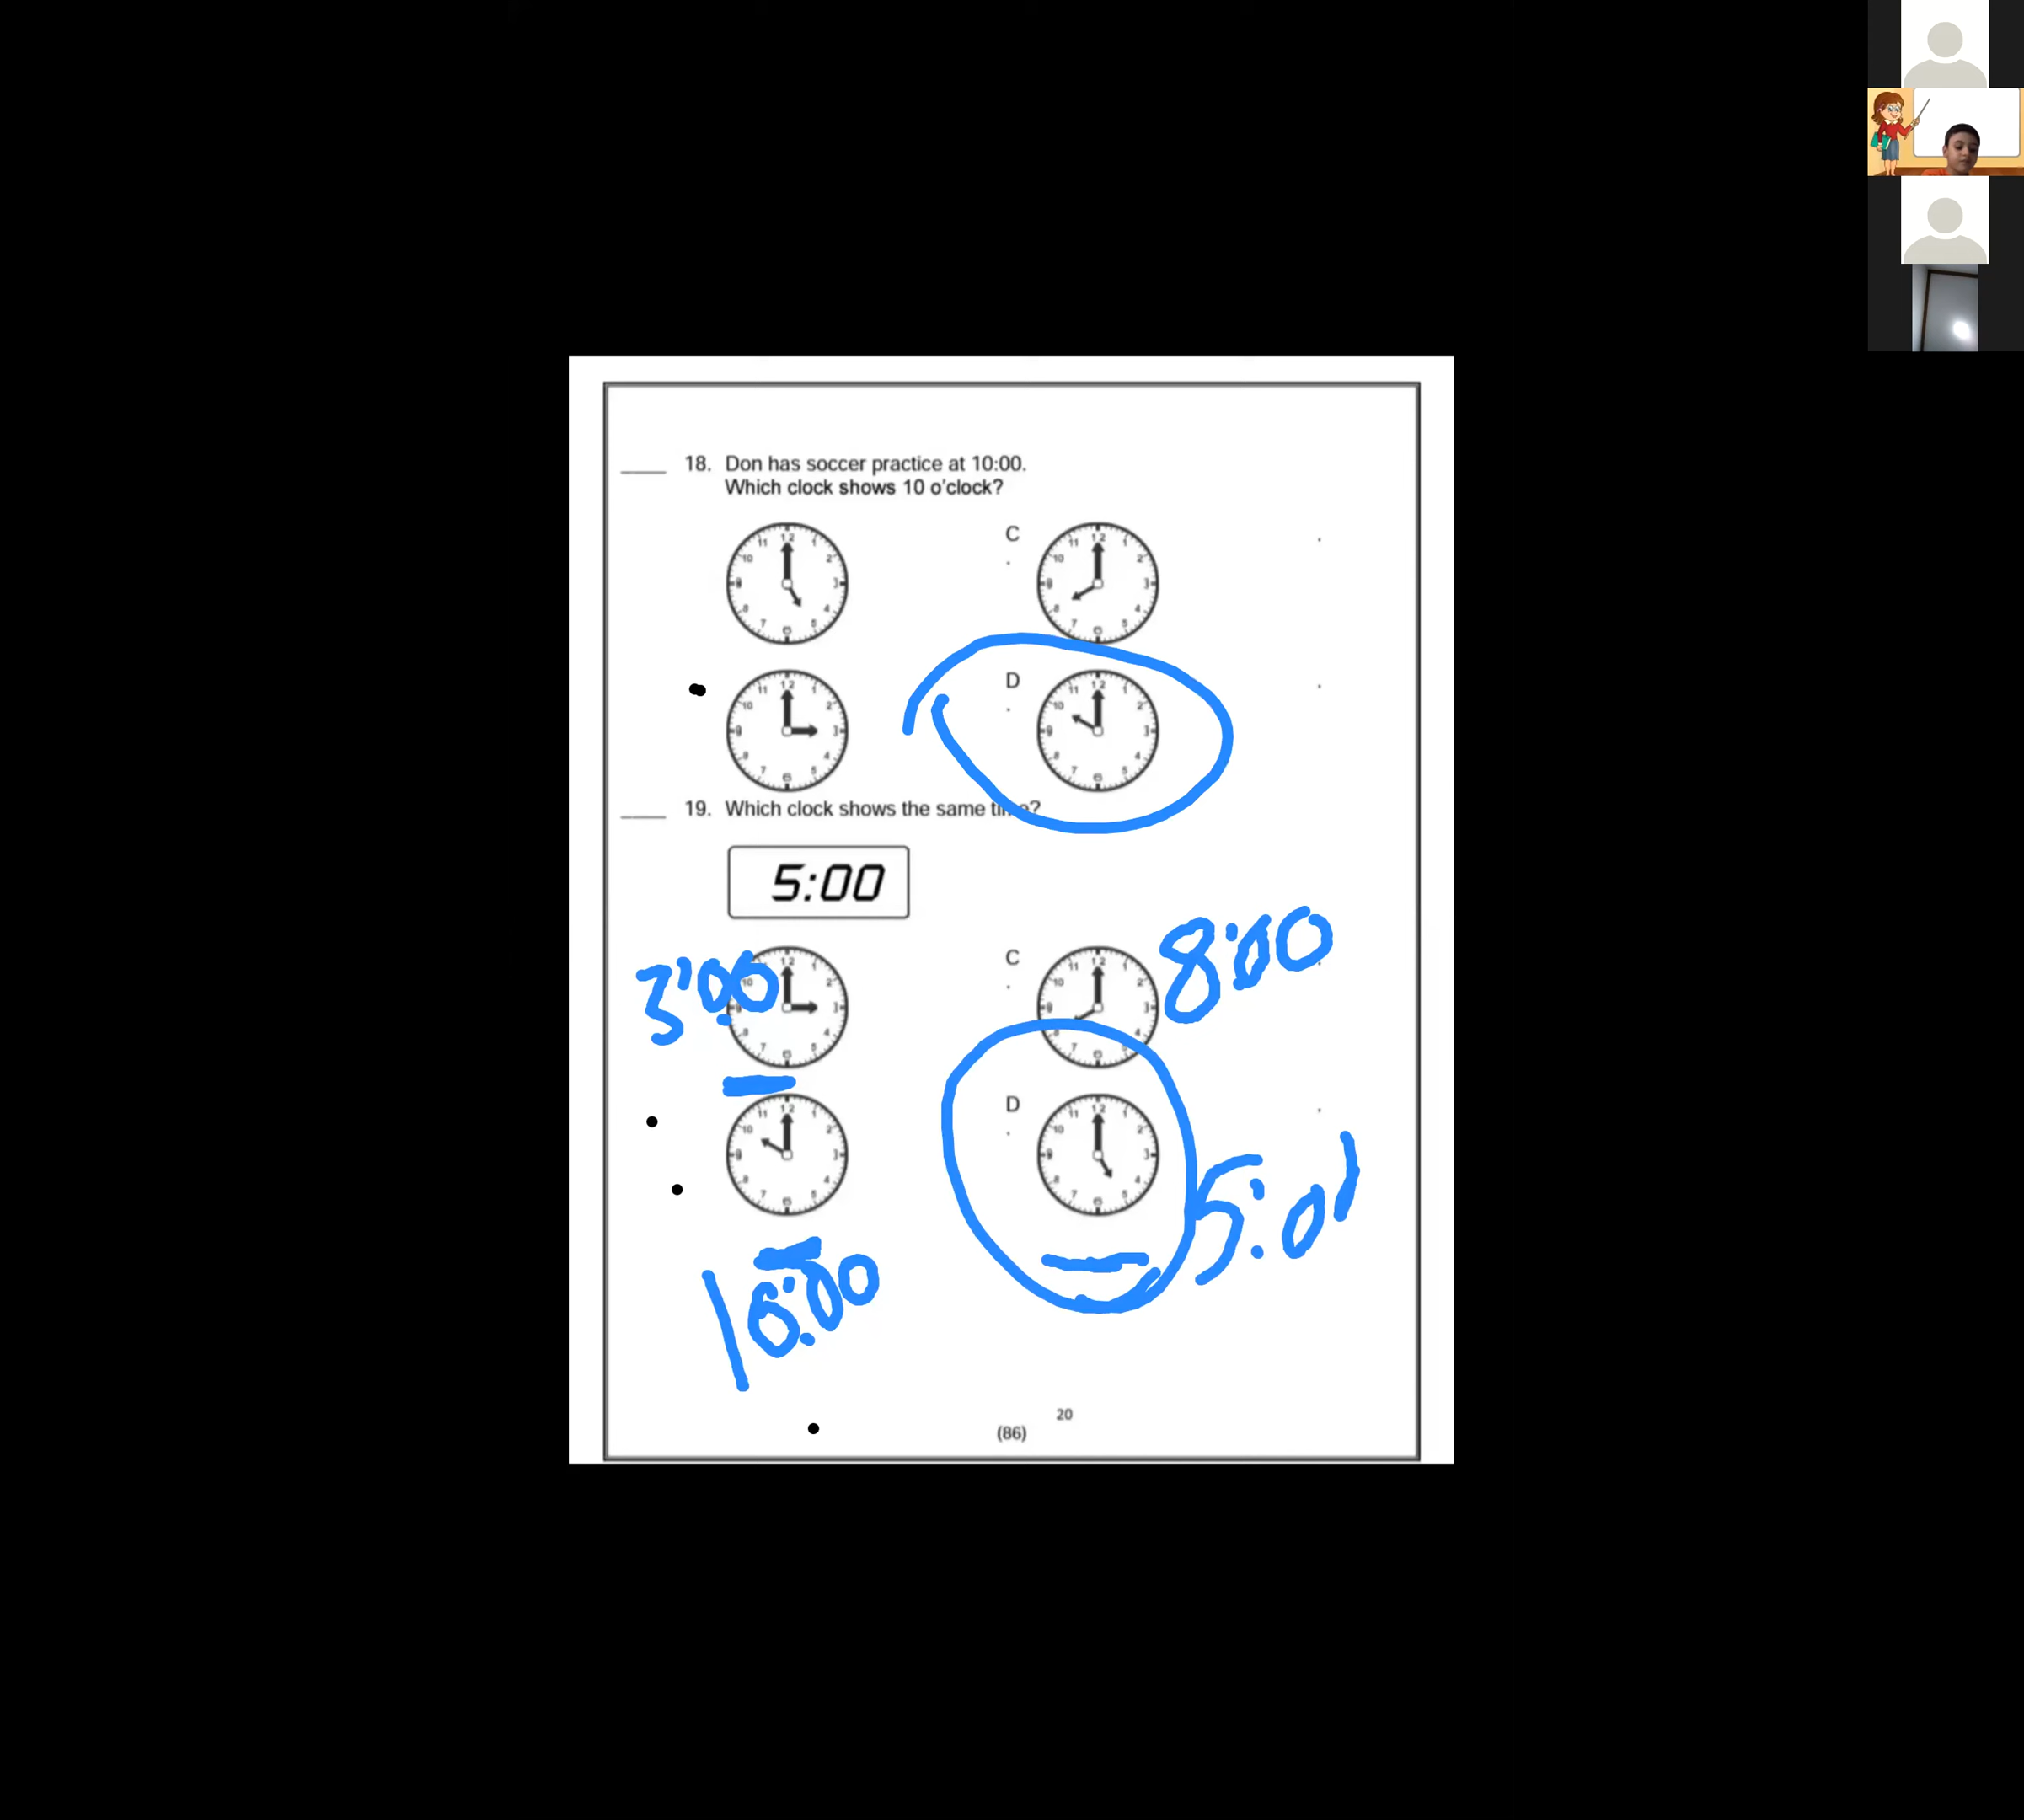 18. Don has soccer practice at 10:00.
Which clock shows 10 o'clock?
C
.
D
.
19. Which clock shows the same
5:00
3:00
C
.
8:00
D
.
5:0
10:00
20
(86)